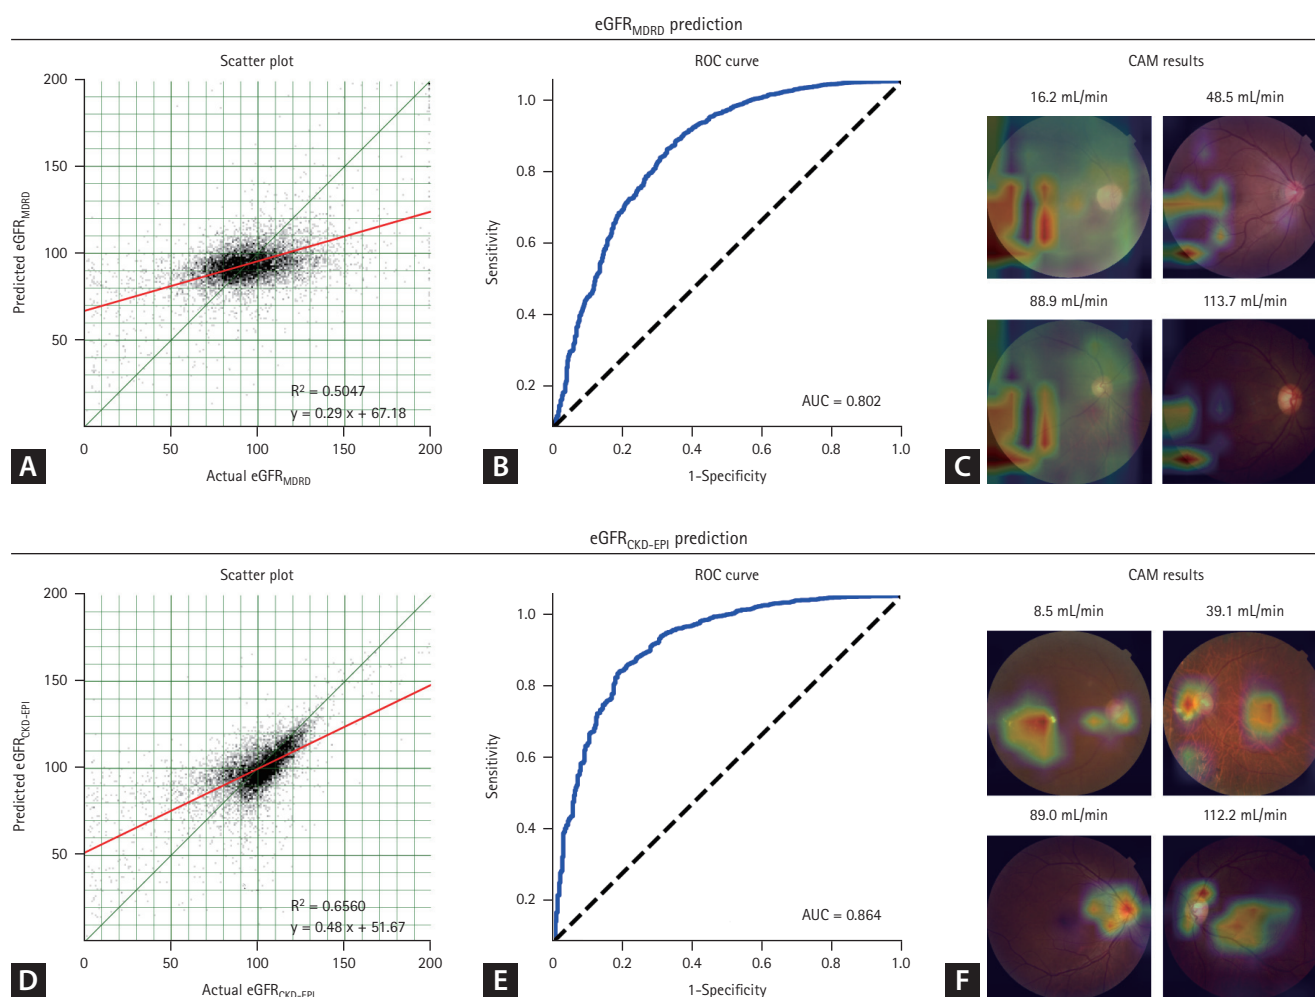 eGFRMDRD prediction
Scatter plot
ROC curve
CAM results
200
150
100
50
0
50
100
150
200
Predicted eGFRMDRD
Actual eGFRMDRD
R2 = 0.5047
y = 0.29 x + 67.18
A
1.0
0.8
0.6
0.4
0.2
0
0.2
0.4
0.6
0.8
1.0
Sensitivity
1-Specificity
AUC = 0.802
B
16.2 mL/min
48.5 mL/min
88.9 mL/min
113.7 mL/min
C
eGFRCKD-EPI prediction
Scatter plot
ROC curve
CAM results
200
150
100
50
0
50
100
150
200
Predicted eGFRCKD-EPI
Actual eGFRCKD-EPI
R2 = 0.6560
y = 0.48 x + 51.67
D
1.0
0.8
0.6
0.4
0.2
0
0.2
0.4
0.6
0.8
1.0
Sensitivity
1-Specificity
AUC = 0.864
E
8.5 mL/min
39.1 mL/min
89.0 mL/min
112.2 mL/min
F